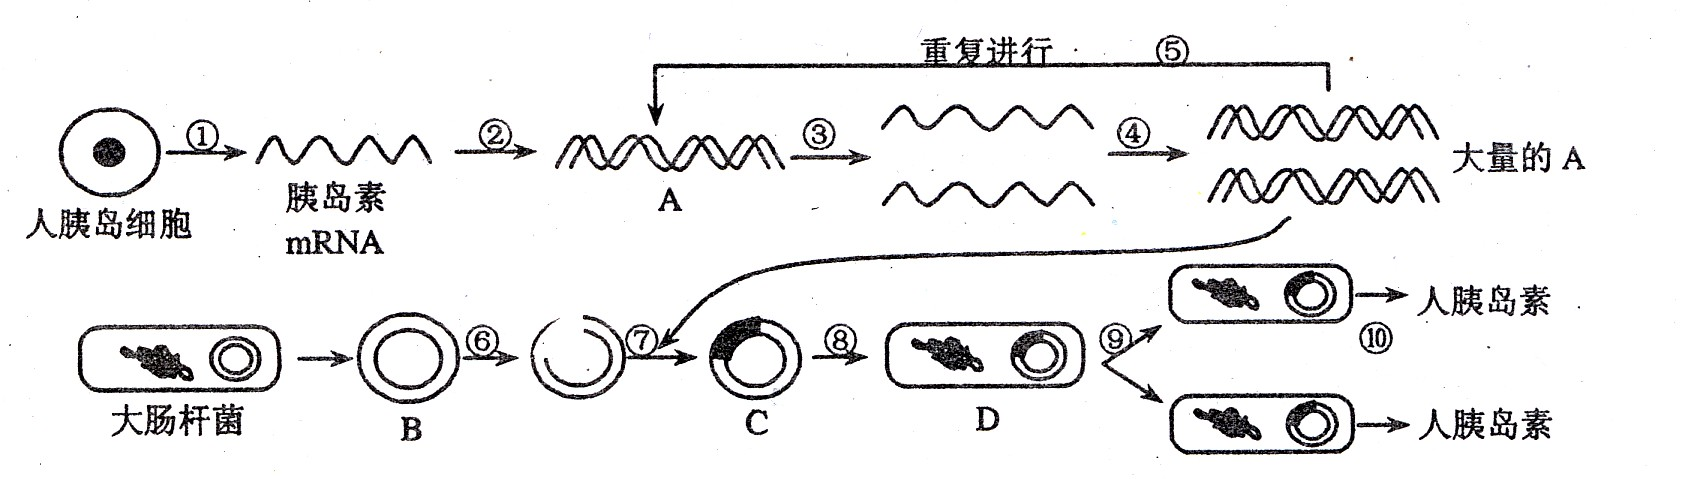 重复进行 ⑤
① ② ③ ④
大量的 A
胰岛素
mRNA
A
人胰岛细胞
人胰岛素
⑥ ⑦ ⑧ ⑨ ⑩
大肠杆菌
B
C
D
人胰岛素